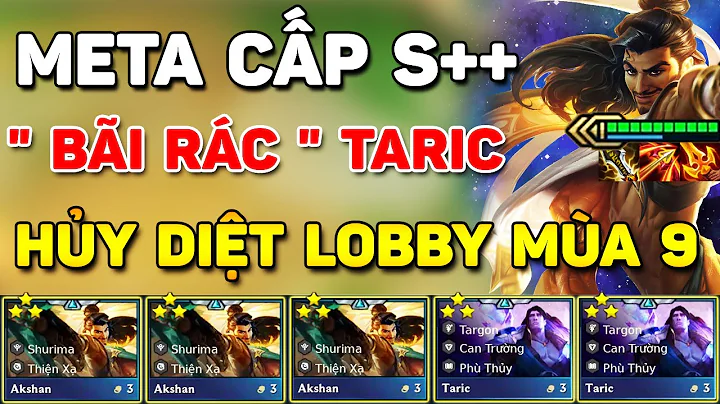 META CẤP S++
" BÃI RÁC " TARIC
HỦY DIỆT LOBBY MÙA 9
Shurima
Thiện Xạ
Akshan 3
Shurima
Thiện Xạ
Akshan 3
Shurima
Thiện Xạ
Akshan 3
Targon
Can Trường
Phù Thủy
Taric 3
Targon
Can Trường
Phù Thủy
Taric 3